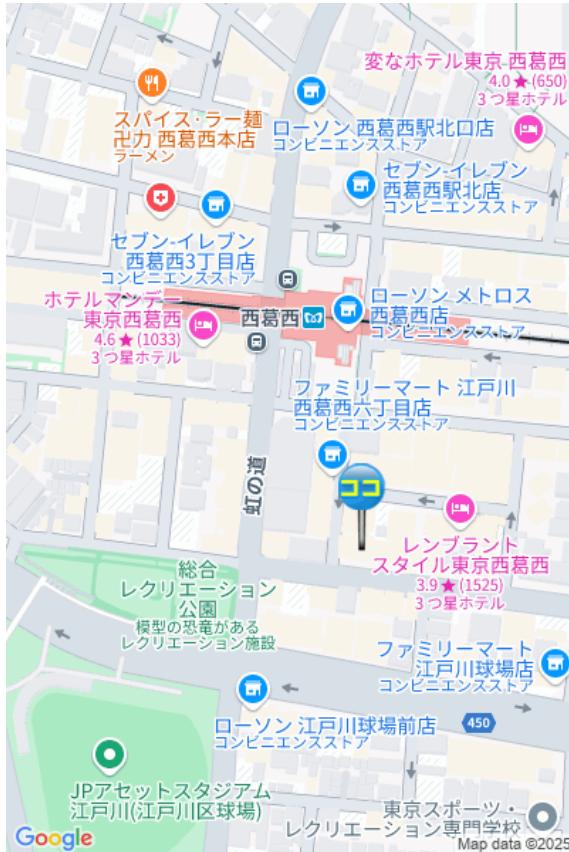 変なホテル東京 西葛西
4.0★(650)
3 つ星ホテル
スパイス・ラー麺
卍力 西葛西本店
ラーメン
ローソン 西葛西駅北口店
コンビニエンスストア
セブン-イレブン
西葛西駅北店
コンビニエンスストア
セブン-イレブン
西葛西3丁目店
コンビニエンスストア
ホテルマンデー
東京西葛西
4.6★(1033)
3 つ星ホテル
西葛西
ローソン メトロス
西葛西店
コンビニエンスストア
ファミリーマート 江戸川
西葛西六丁目店
コンビニエンスストア
虹の道
ココ
レンブラント
スタイル東京西葛西
3.9★(1525)
3 つ星ホテル
総合
レクリエーション
公園
模型の恐竜がある
レクリエーション施設
ファミリーマート
江戸川球場店
コンビニエンスストア
ローソン 江戸川球場前店
コンビニエンスストア
450
JPアセットスタジアム
江戸川(江戸川区球場)
東京スポーツ・
レクリエーション専門学校
Google
Map data ©2025